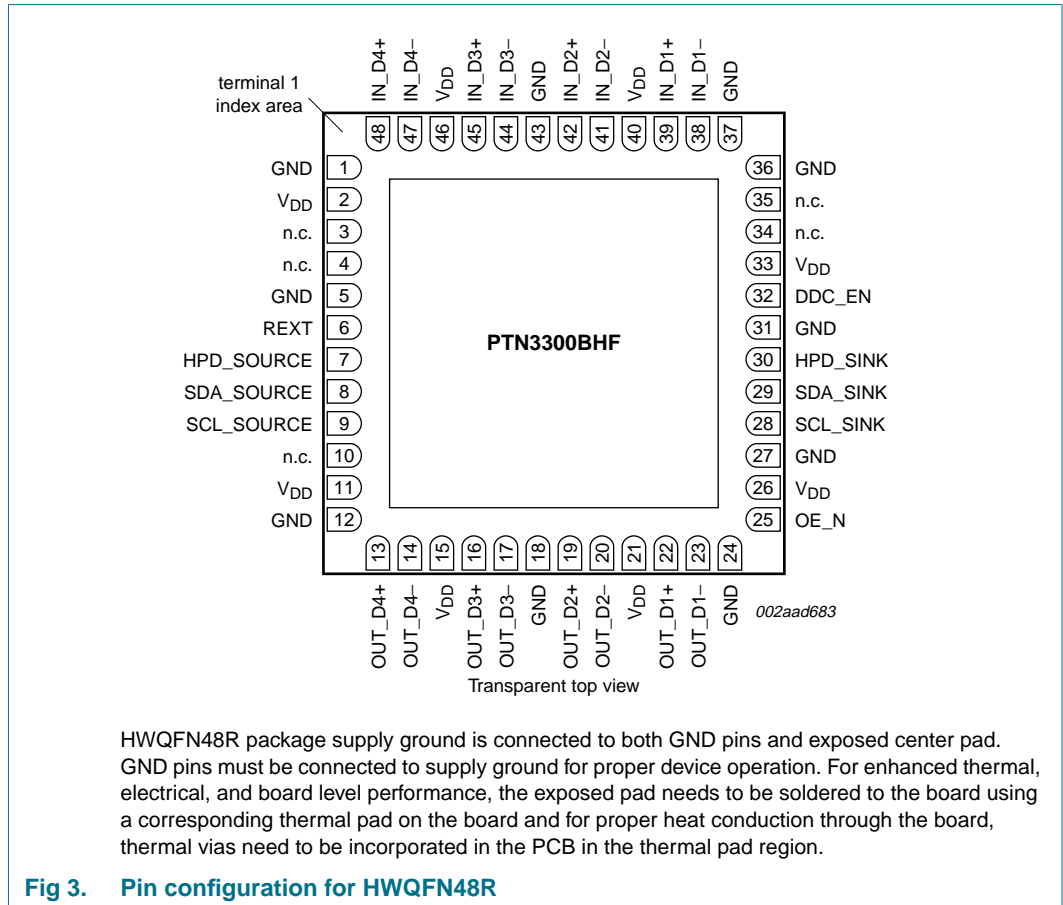 IN_D4+ IN_D4− VDD IN_D3+ IN_D3− GND IN_D2+ IN_D2− VDD IN_D1+ IN_D1− GND
terminal 1
index area
48 47 46 45 44 43 42 41 40 39 38 37
GND 1 36 GND
VDD 2 35 n.c.
n.c. 3 34 n.c.
n.c. 4 33 VDD
GND 5 32 DDC_EN
REXT 6 31 GND
PTN3300BHF
HPD_SOURCE 7 30 HPD_SINK
SDA_SOURCE 8 29 SDA_SINK
SCL_SOURCE 9 28 SCL_SINK
n.c. 10 27 GND
VDD 11 26 VDD
GND 12 25 OE_N
13 14 15 16 17 18 19 20 21 22 23 24
OUT_D4+ OUT_D4− VDD OUT_D3+ OUT_D3− GND OUT_D2+ OUT_D2− VDD OUT_D1+ OUT_D1− GND
002aad683
Transparent top view
HWQFN48R package supply ground is connected to both GND pins and exposed center pad.
GND pins must be connected to supply ground for proper device operation. For enhanced thermal,
electrical, and board level performance, the exposed pad needs to be soldered to the board using
a corresponding thermal pad on the board and for proper heat conduction through the board,
thermal vias need to be incorporated in the PCB in the thermal pad region.
Fig 3. Pin configuration for HWQFN48R